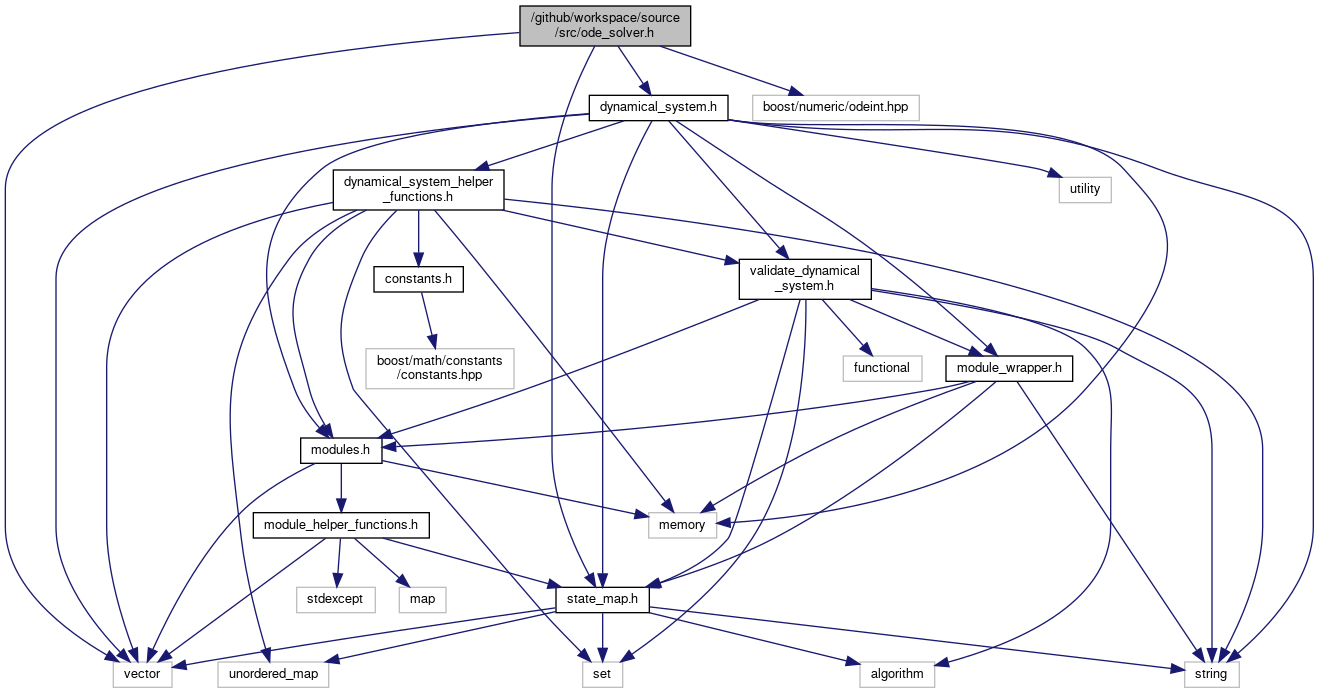 /github/workspace/source
/src/ode_solver.h
dynamical_system.h
boost/numeric/odeint.hpp
dynamical_system_helper
_functions.h
utility
constants.h
validate_dynamical
_system.h
boost/math/constants
/constants.hpp
functional
module_wrapper.h
modules.h
module_helper_functions.h
memory
stdexcept
map
state_map.h
vector
unordered_map
set
algorithm
string